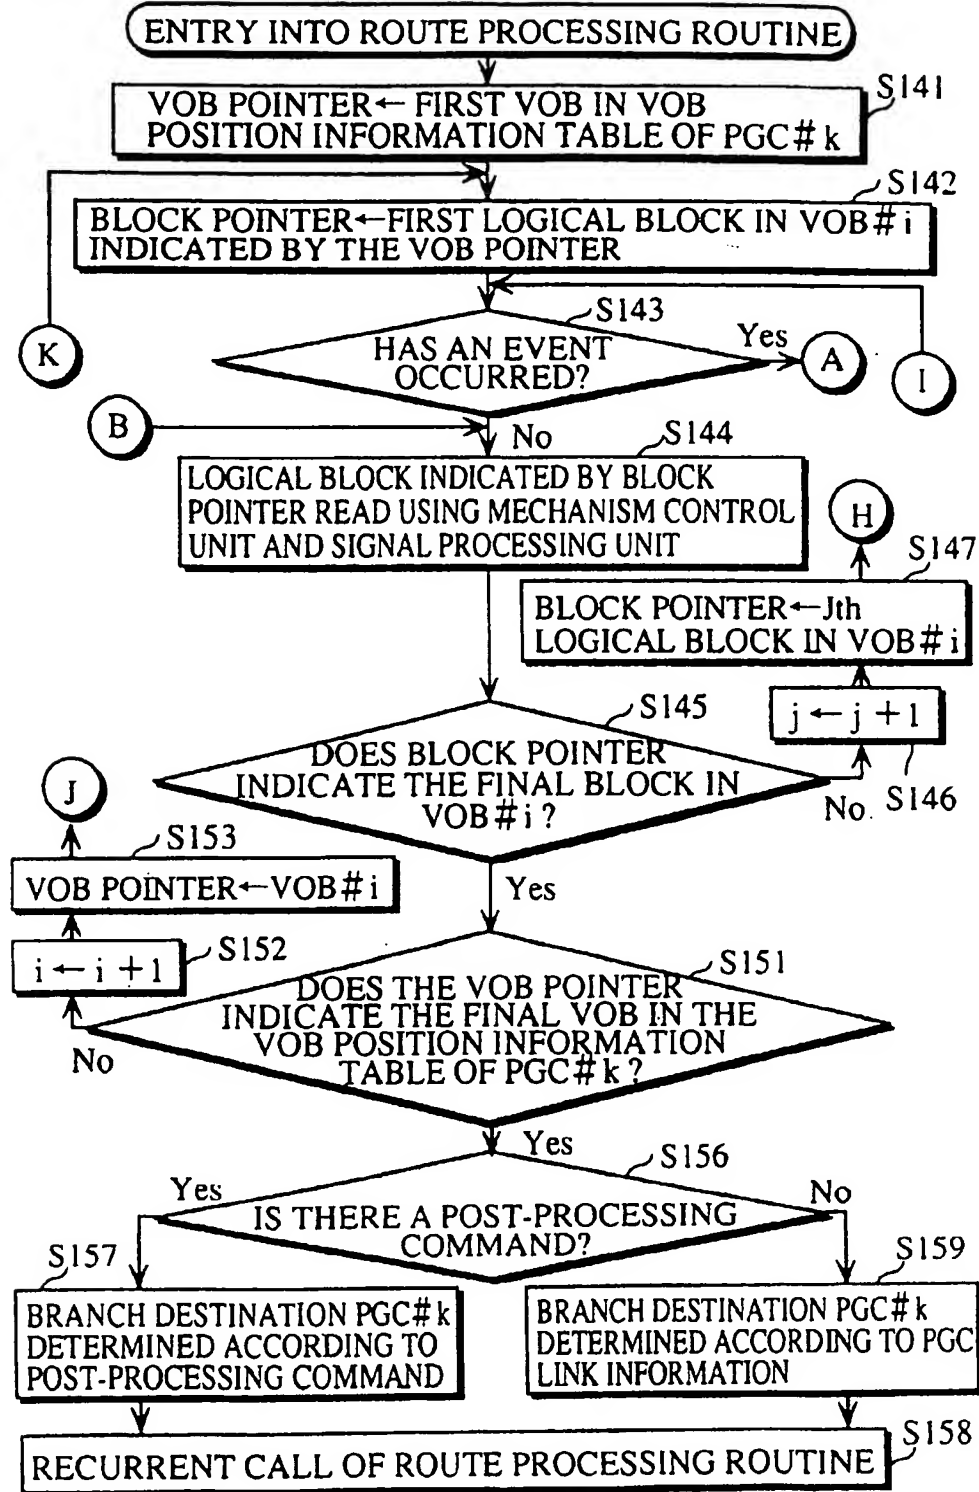 ENTRY INTO ROUTE PROCESSING ROUTINE
S141
VOB POINTER← FIRST VOB IN VOB
POSITION INFORMATION TABLE OF PGC# k
S142
BLOCK POINTER←FIRST LOGICAL BLOCK IN VOB# i
INDICATED BY THE VOB POINTER
S143
K
HAS AN EVENT
OCCURRED?
Yes
A
I
B
No
S144
LOGICAL BLOCK INDICATED BY BLOCK
POINTER READ USING MECHANISM CONTROL
UNIT AND SIGNAL PROCESSING UNIT
H
S147
BLOCK POINTER←Jth
LOGICAL BLOCK IN VOB# i
j ← j +1
S146
S145
DOES BLOCK POINTER
INDICATE THE FINAL BLOCK IN
VOB# i ?
No
Yes
J
S153
VOB POINTER←VOB# i
S152
i ← i +1
No
S151
DOES THE VOB POINTER
INDICATE THE FINAL VOB IN THE
VOB POSITION INFORMATION
TABLE OF PGC# k ?
Yes
S156
IS THERE A POST-PROCESSING
COMMAND?
Yes
No
S157
BRANCH DESTINATION PGC# k
DETERMINED ACCORDING TO
POST-PROCESSING COMMAND
S159
BRANCH DESTINATION PGC# k
DETERMINED ACCORDING TO PGC
LINK INFORMATION
S158
RECURRENT CALL OF ROUTE PROCESSING ROUTINE